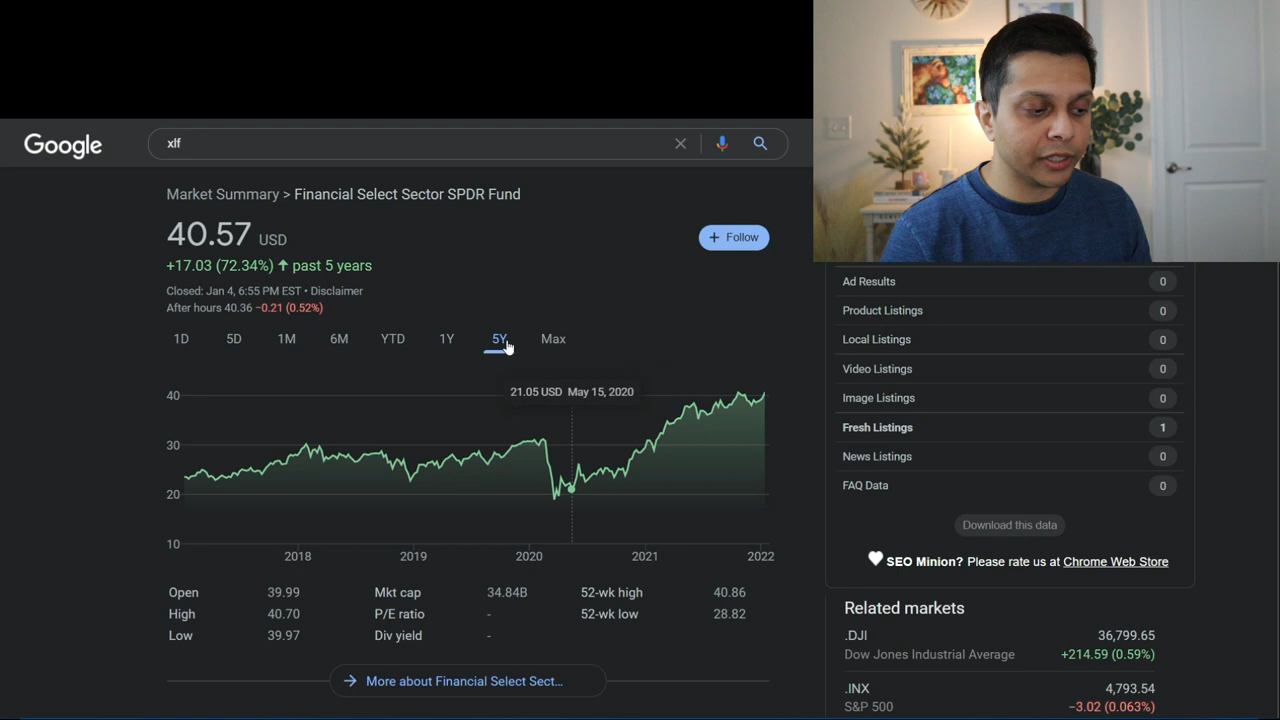 Google
xlf
Market Summary > Financial Select Sector SPDR Fund
40.57 USD
+ Follow
+17.03 (72.34%) ↑ past 5 years
Closed: Jan 4, 6:55 PM EST • Disclaimer
After hours 40.36 −0.21 (0.52%)
1D 5D 1M 6M YTD 1Y 5Y Max
21.05 USD May 15, 2020
40
30
20
10
2018 2019 2020 2021 2022
Open 39.99 Mkt cap 34.84B 52-wk high 40.86
High 40.70 P/E ratio - 52-wk low 28.82
Low 39.97 Div yield -
→ More about Financial Select Sect...
Ad Results 0
Product Listings 0
Local Listings 0
Video Listings 0
Image Listings 0
Fresh Listings 1
News Listings 0
FAQ Data 0
Download this data
SEO Minion? Please rate us at Chrome Web Store
Related markets
.DJI 36,799.65
Dow Jones Industrial Average +214.59 (0.59%)
.INX 4,793.54
S&P 500 −3.02 (0.063%)